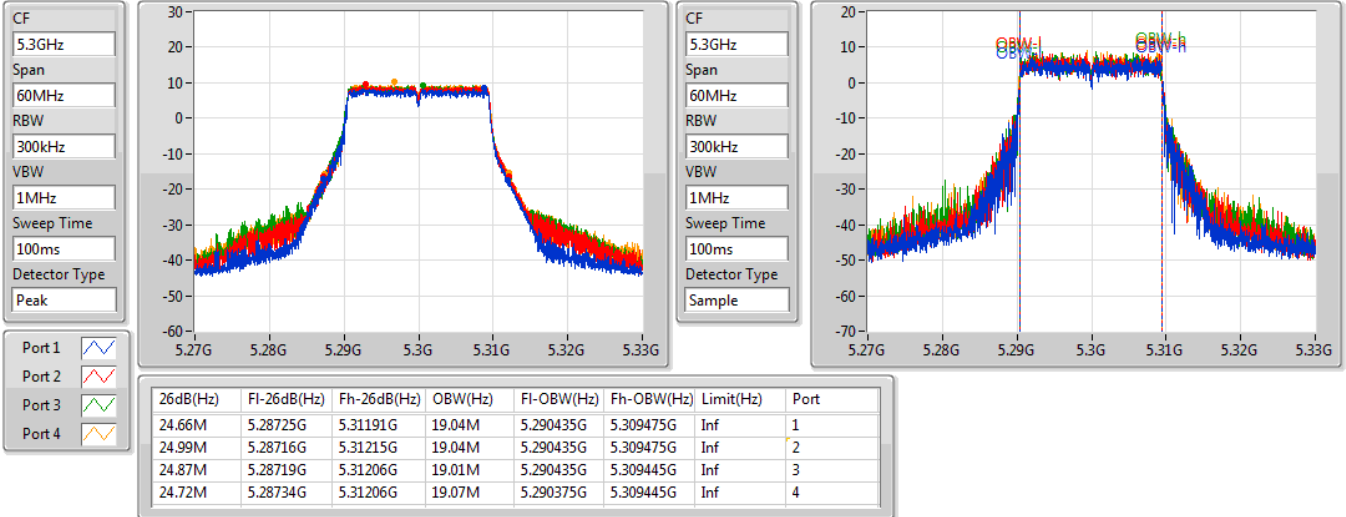 CF
5.3GHz
Span
60MHz
RBW
300kHz
VBW
1MHz
Sweep Time
100ms
Detector Type
Peak
30
20
10
0
-10
-20
-30
-40
-50
-60
5.27G 5.28G 5.29G 5.3G 5.31G 5.32G 5.33G
CF
5.3GHz
Span
60MHz
RBW
300kHz
VBW
1MHz
Sweep Time
100ms
Detector Type
Sample
20
10
0
-10
-20
-30
-40
-50
-60
-70
OBW-l OBW-h
5.27G 5.28G 5.29G 5.3G 5.31G 5.32G 5.33G
Port 1
Port 2
Port 3
Port 4
26dB(Hz) Fl-26dB(Hz) Fh-26dB(Hz) OBW(Hz) Fl-OBW(Hz) Fh-OBW(Hz) Limit(Hz) Port
24.66M 5.28725G 5.31191G 19.04M 5.290435G 5.309475G Inf 1
24.99M 5.28716G 5.31215G 19.04M 5.290435G 5.309475G Inf 2
24.87M 5.28719G 5.31206G 19.01M 5.290435G 5.309445G Inf 3
24.72M 5.28734G 5.31206G 19.07M 5.290375G 5.309445G Inf 4